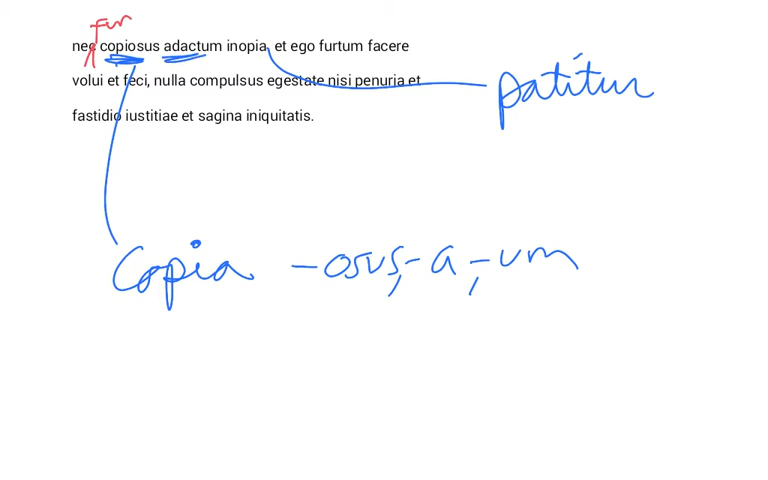 fur
nec copiosus adactum inopia, et ego furtum facere
volui et feci, nulla compulsus egestate nisi penuria et
patitur
fastidio iustitiae et sagina iniquitatis.
Copia -osus, -a, -um